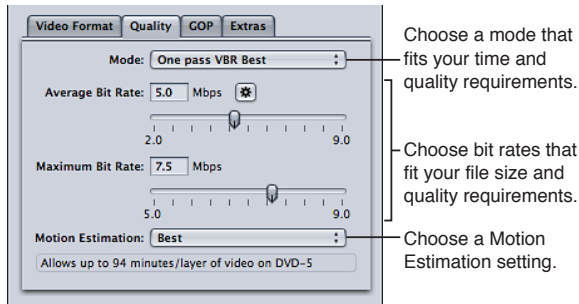 Video Format Quality GOP Extras
Mode: One pass VBR Best
Average Bit Rate: 5.0 Mbps
2.0 9.0
Maximum Bit Rate: 7.5 Mbps
5.0 9.0
Motion Estimation: Best
Allows up to 94 minutes/layer of video on DVD-5
Choose a mode that
fits your time and
quality requirements.
Choose bit rates that
fit your file size and
quality requirements.
Choose a Motion
Estimation setting.